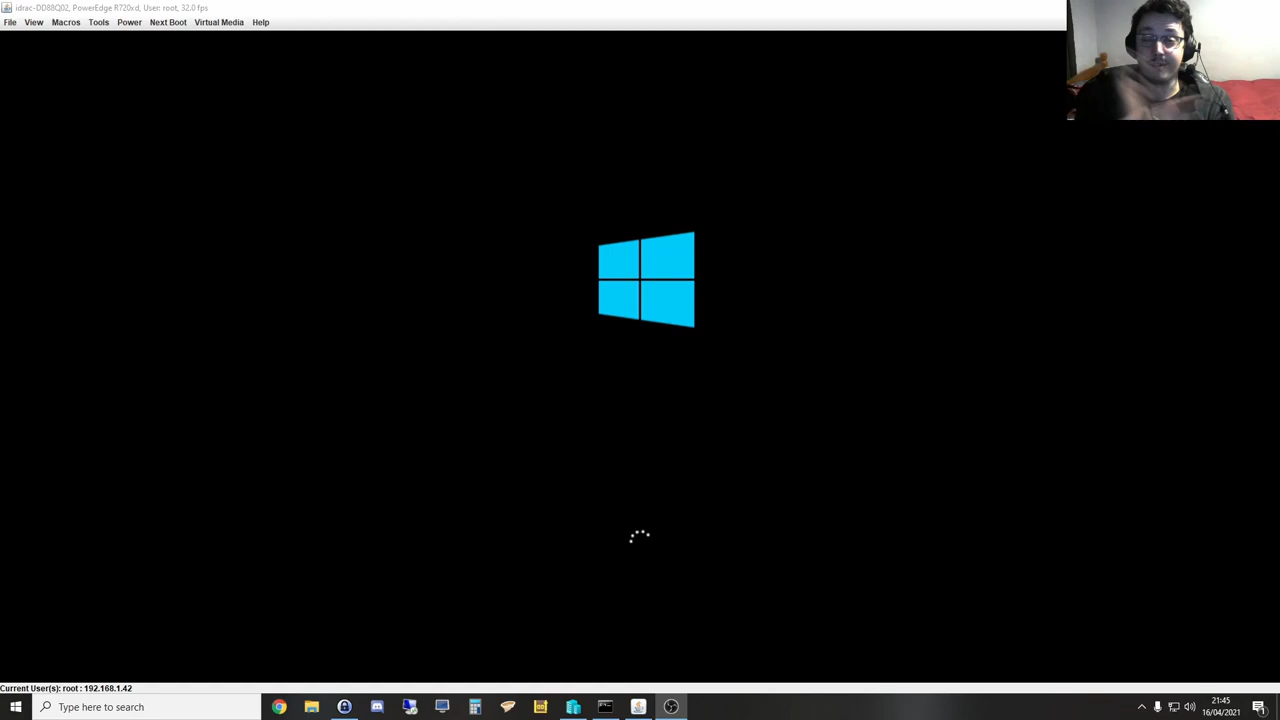 idrac-DD88Q02, PowerEdge R720xd, User: root, 32.0 fps
File View Macros Tools Power Next Boot Virtual Media Help
Current User(s): root : 192.168.1.42
Type here to search
21:45
16/04/2021
1